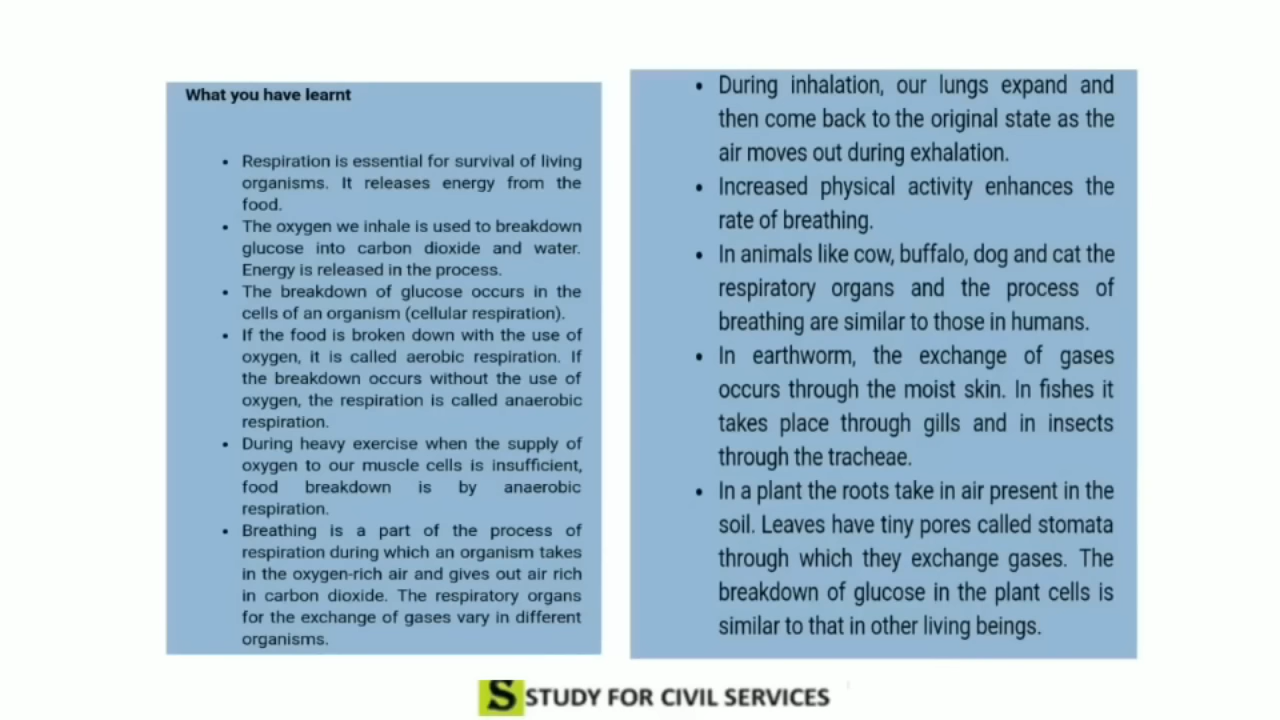 What you have learnt
• Respiration is essential for survival of living
organisms. It releases energy from the
food.
• The oxygen we inhale is used to breakdown
glucose into carbon dioxide and water.
Energy is released in the process.
• The breakdown of glucose occurs in the
cells of an organism (cellular respiration).
• If the food is broken down with the use of
oxygen, it is called aerobic respiration. If
the breakdown occurs without the use of
oxygen, the respiration is called anaerobic
respiration.
• During heavy exercise when the supply of
oxygen to our muscle cells is insufficient,
food breakdown is by anaerobic
respiration.
• Breathing is a part of the process of
respiration during which an organism takes
in the oxygen-rich air and gives out air rich
in carbon dioxide. The respiratory organs
for the exchange of gases vary in different
organisms.
• During inhalation, our lungs expand and
then come back to the original state as the
air moves out during exhalation.
• Increased physical activity enhances the
rate of breathing.
• In animals like cow, buffalo, dog and cat the
respiratory organs and the process of
breathing are similar to those in humans.
• In earthworm, the exchange of gases
occurs through the moist skin. In fishes it
takes place through gills and in insects
through the tracheae.
• In a plant the roots take in air present in the
soil. Leaves have tiny pores called stomata
through which they exchange gases. The
breakdown of glucose in the plant cells is
similar to that in other living beings.
S STUDY FOR CIVIL SERVICES